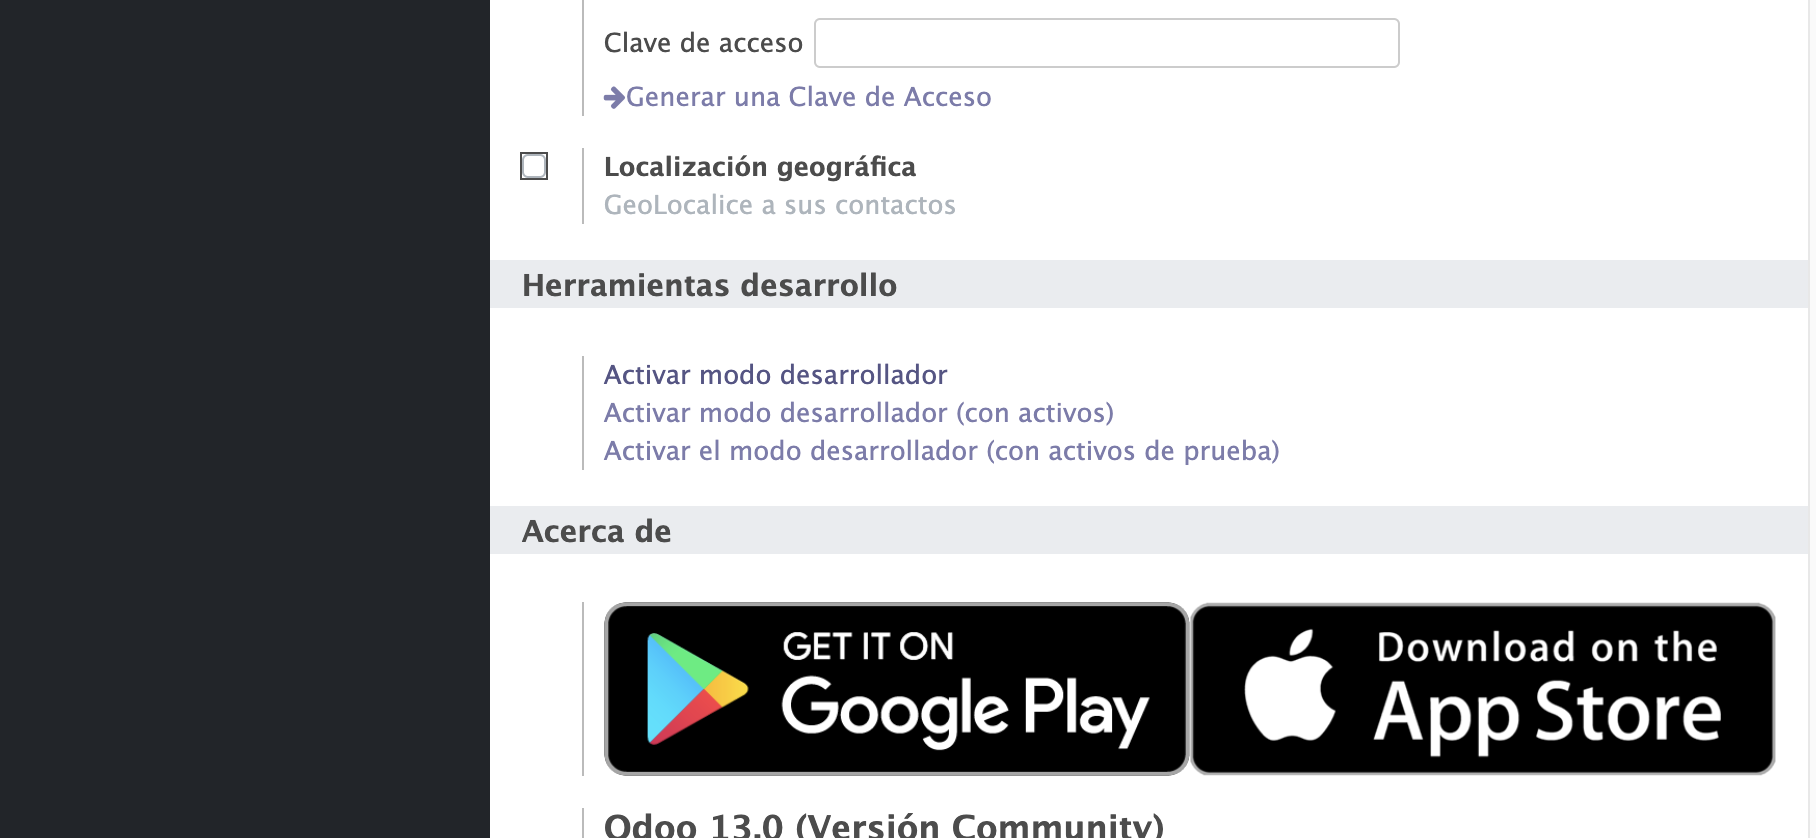 Clave de acceso
Generar una Clave de Acceso
Localización geográfica
GeoLocalice a sus contactos
Herramientas desarrollo
Activar modo desarrollador
Activar modo desarrollador (con activos)
Activar el modo desarrollador (con activos de prueba)
Acerca de
GET IT ON
Google Play
Download on the
App Store
Odoo 13.0 (Versión Community)